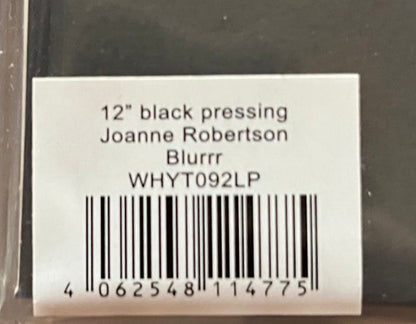 12" black pressing
Joanne Robertson
Blurrr
WHYT092LP
4 062548 114775